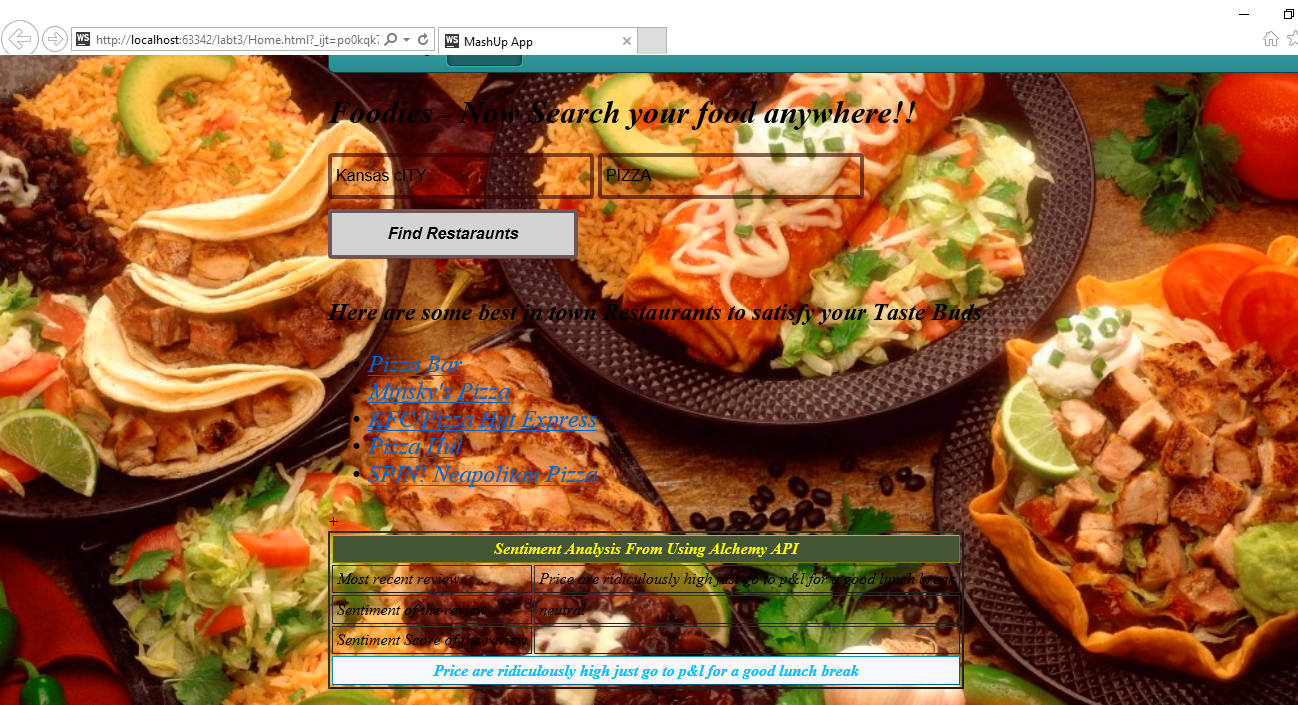 http://localhost:63342/labt3/Home.html?_ijt=po0kqk
WS MashUp App
Foodies - Now Search your food anywhere!!
Kansas cITY PIZZA
Find Restaraunts
Here are some best in town Restaurants to satisfy your Taste Buds
• Pizza Bar
• Minsky's Pizza
• KFC/Pizza Hut Express
• Pizza Hut
• SPIN! Neapolitan Pizza
+
Sentiment Analysis From Using Alchemy API
Most recent review Price are ridiculously high just go to p&l for a good lunch break
Sentiment of the review neutral
Sentiment Score of the review
Price are ridiculously high just go to p&l for a good lunch break